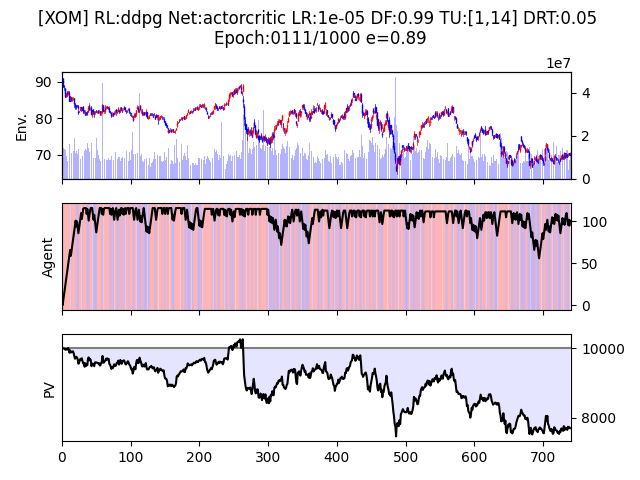 [XOM] RL:ddpg Net:actorcritic LR:1e-05 DF:0.99 TU:[1,14] DRT:0.05
Epoch:0111/1000 e=0.89
1e7
Env.
90
80
70
4
2
0
Agent
100
50
0
PV
10000
8000
0 100 200 300 400 500 600 700